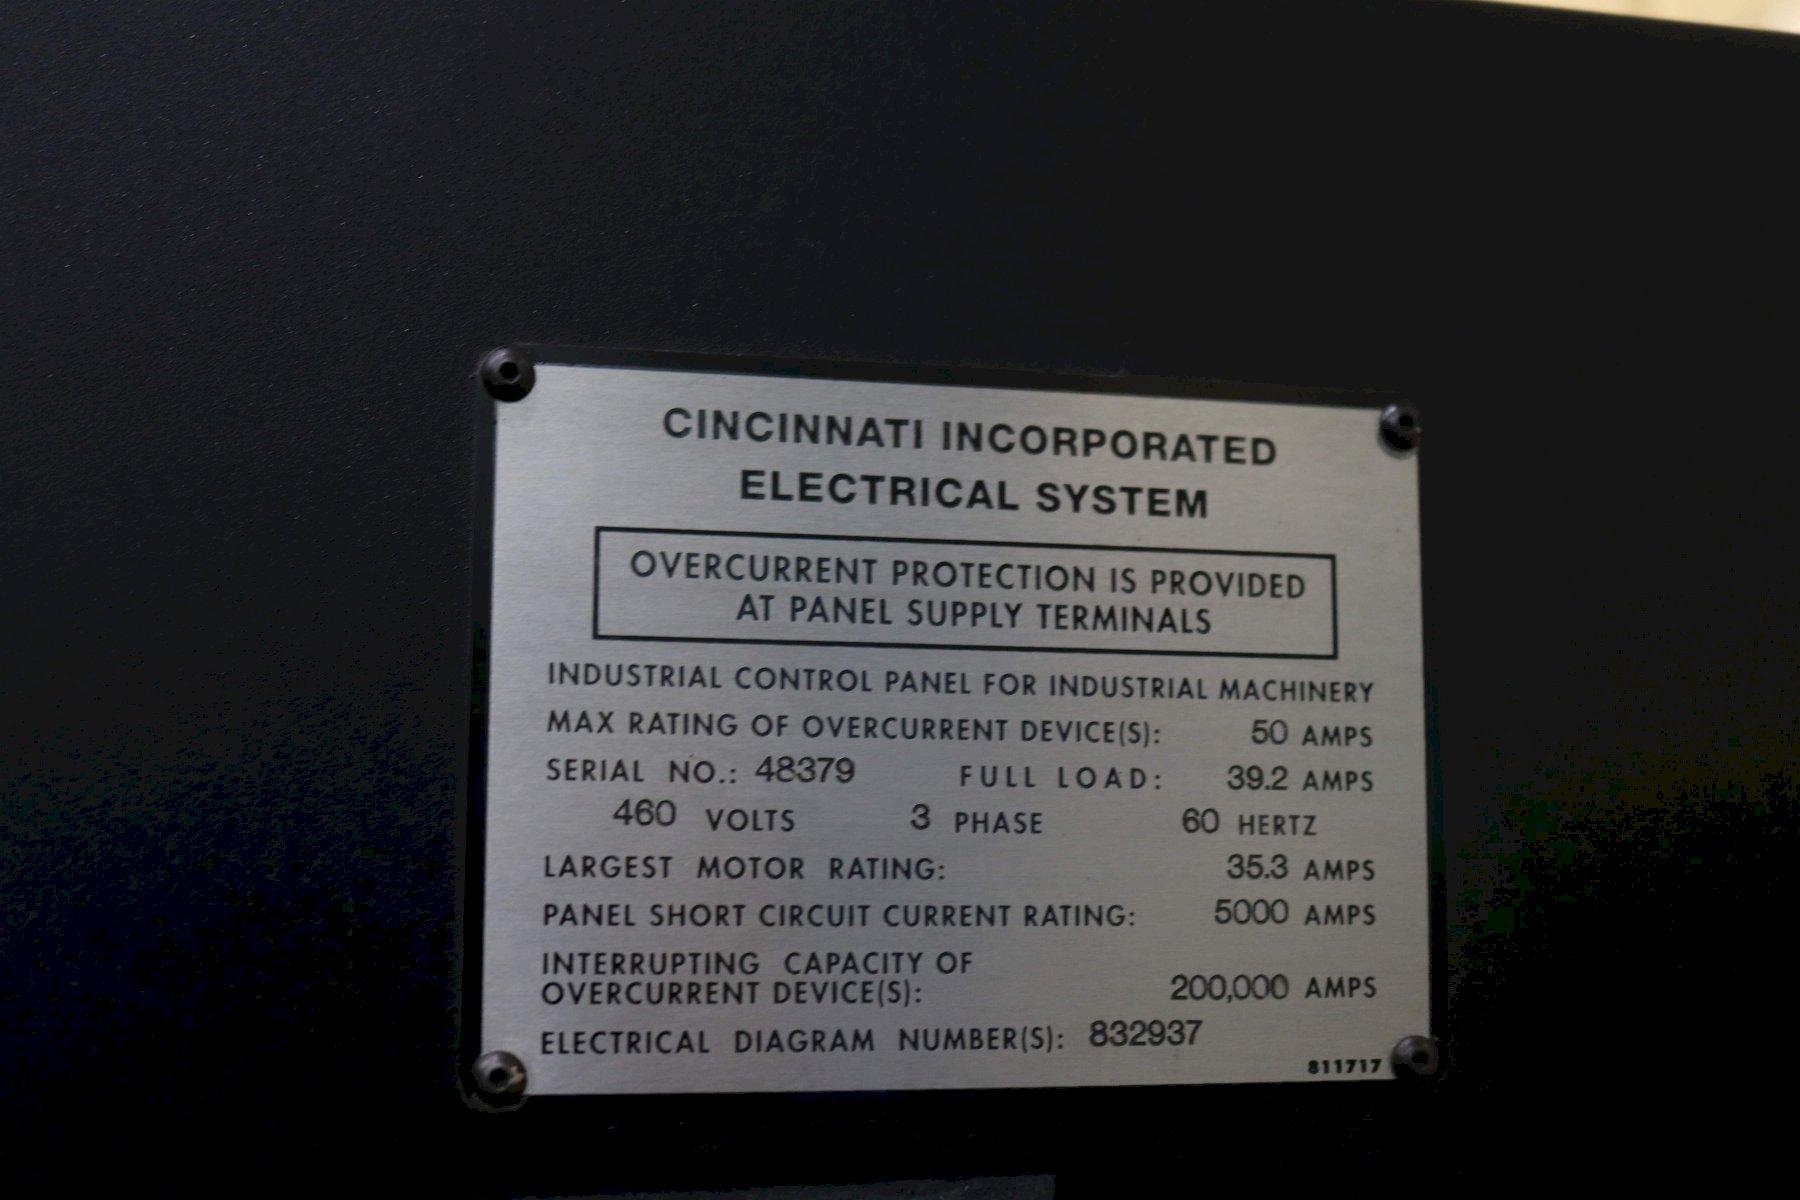 CINCINNATI INCORPORATED
ELECTRICAL SYSTEM
OVERCURRENT PROTECTION IS PROVIDED
AT PANEL SUPPLY TERMINALS
INDUSTRIAL CONTROL PANEL FOR INDUSTRIAL MACHINERY
MAX RATING OF OVERCURRENT DEVICE(S): 50 AMPS
SERIAL NO.: 48379 FULL LOAD: 39.2 AMPS
460 VOLTS 3 PHASE 60 HERTZ
LARGEST MOTOR RATING: 35.3 AMPS
PANEL SHORT CIRCUIT CURRENT RATING: 5000 AMPS
INTERRUPTING CAPACITY OF
OVERCURRENT DEVICE(S): 200,000 AMPS
ELECTRICAL DIAGRAM NUMBER(S): 832937
811717